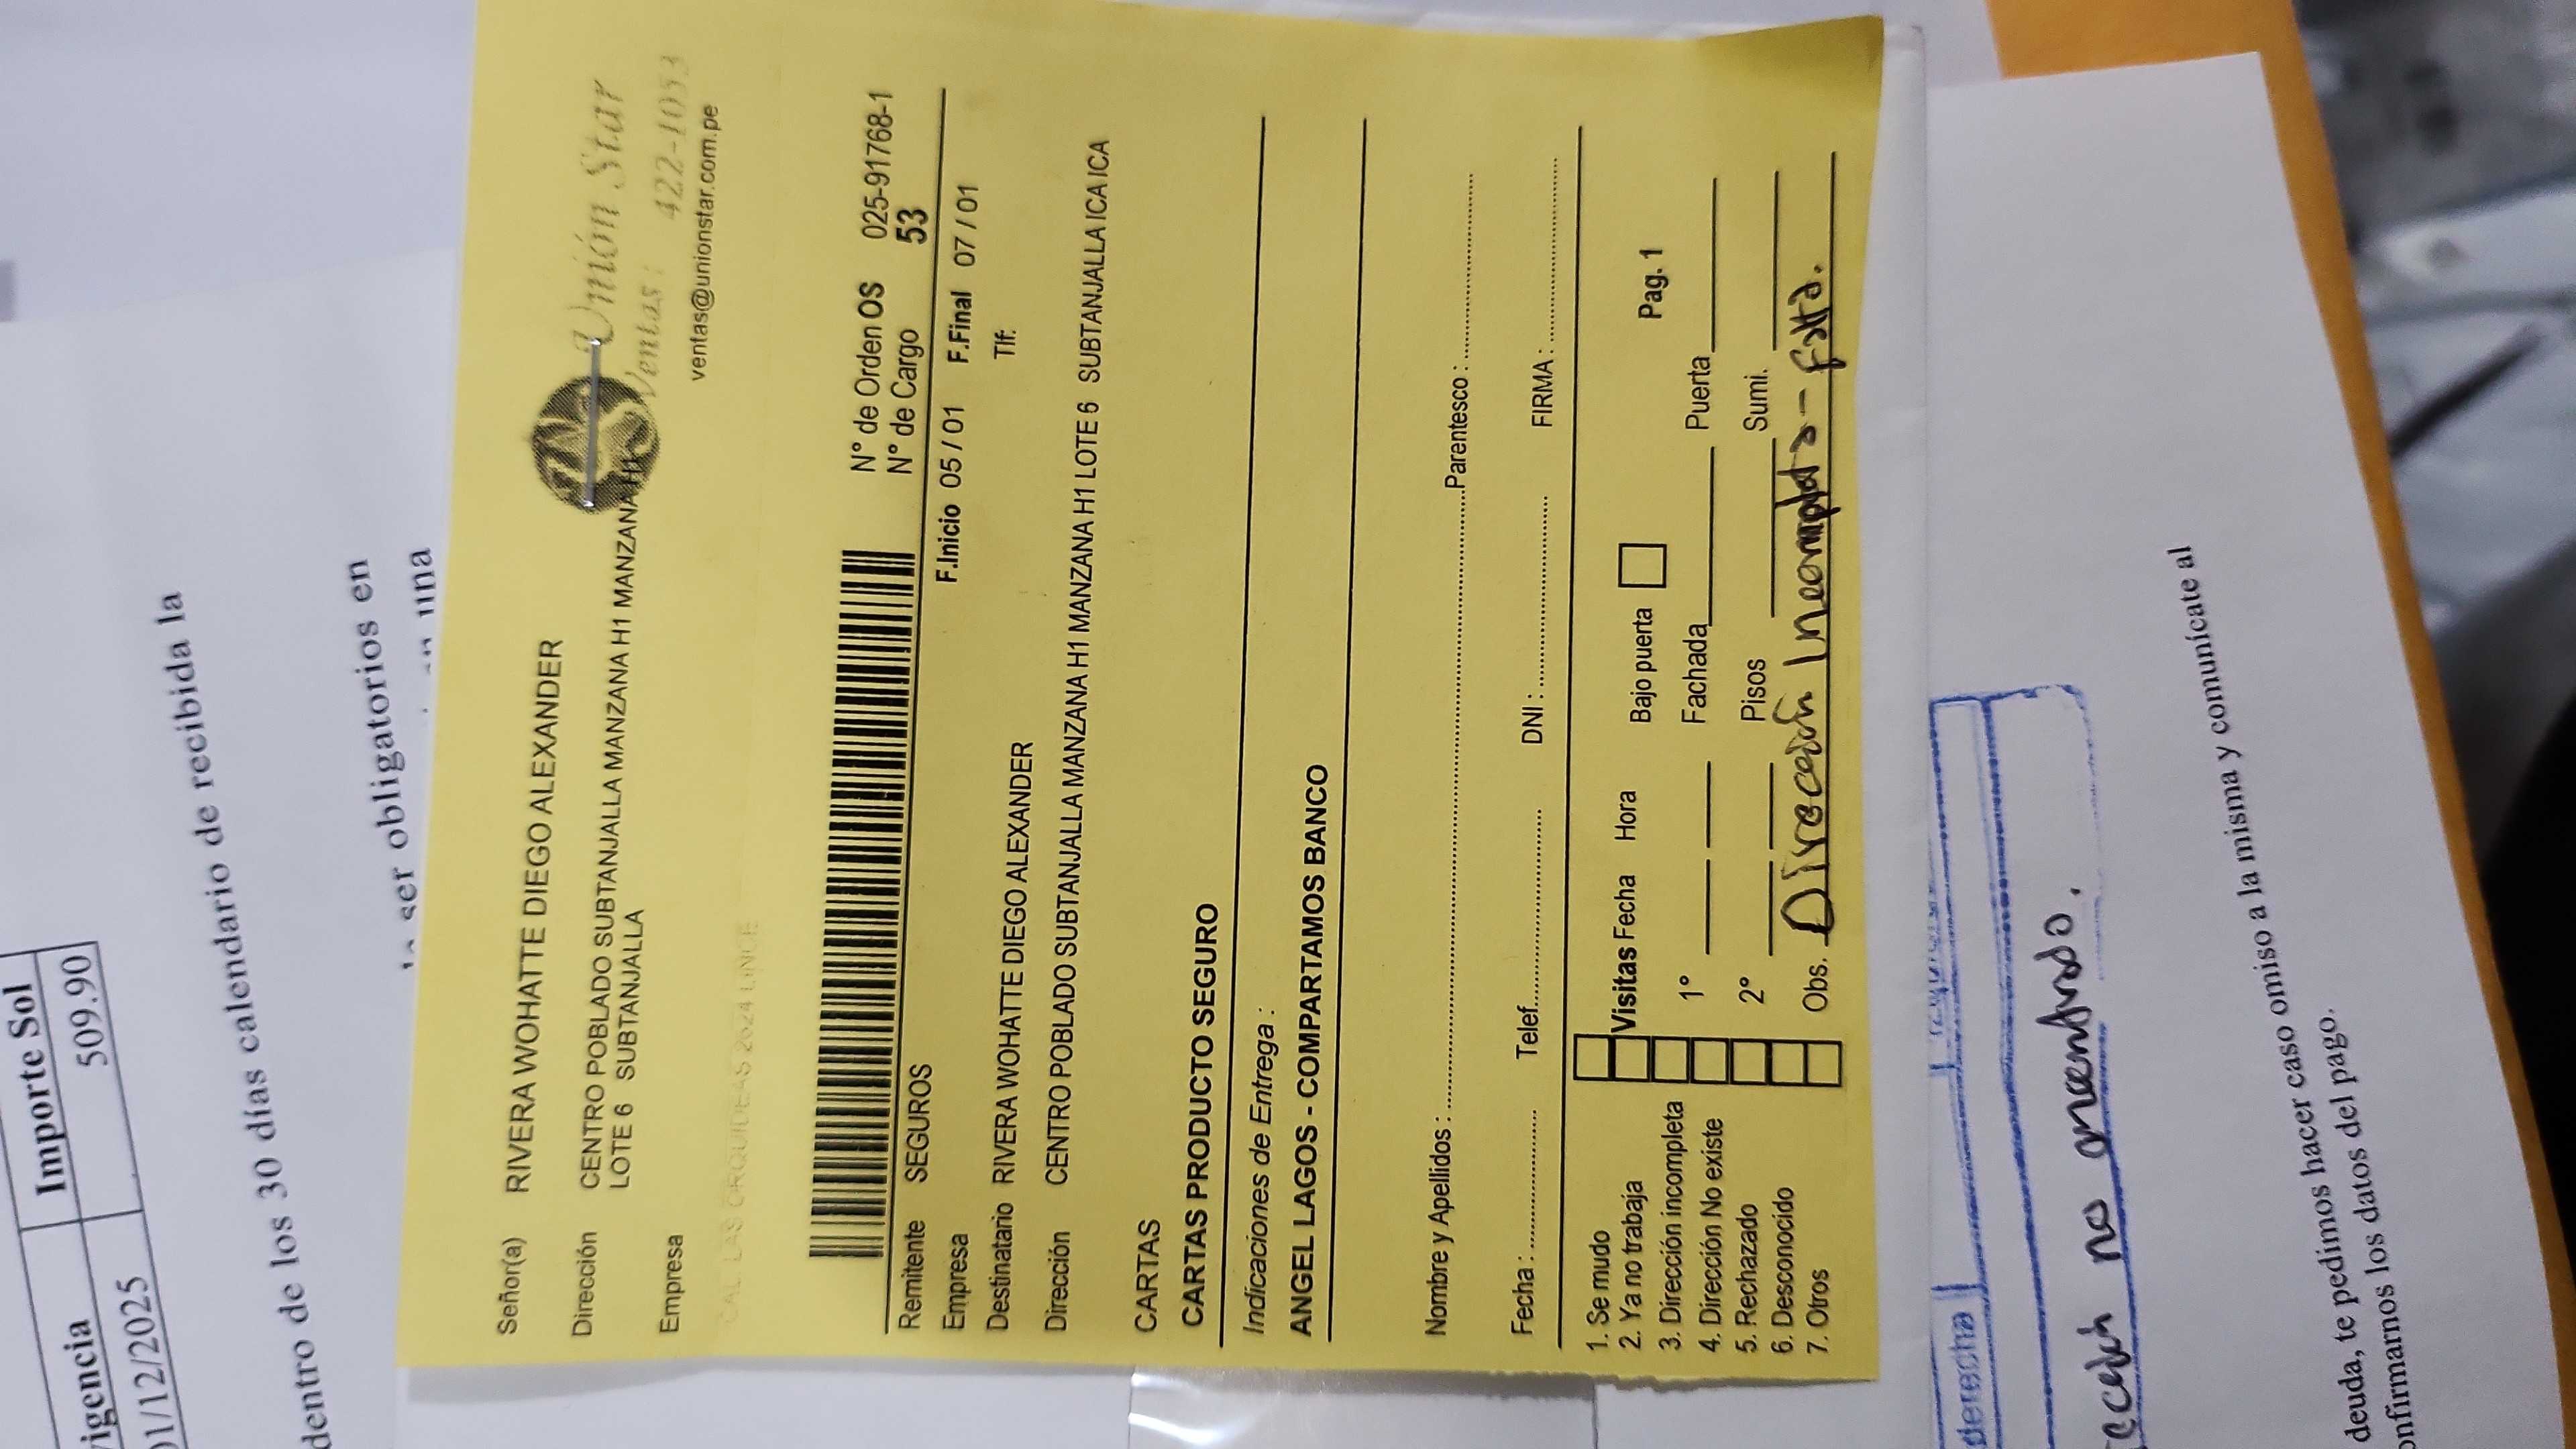 vigencia Importe Sol
01/12/2025 509.90
dentro de los 30 días calendario de recibida la
ser obligatorios en
una
Señor(a) RIVERA WOHATTE DIEGO ALEXANDER
Dirección CENTRO POBLADO SUBTANJALLA MANZANA H1 MANZANA H1
LOTE 6 SUBTANJALLA
Empresa
CAL. LAS ORQUIDEAS 2624 LINCE
Unión Star
Ventas: 422-1053
ventas@unionstar.com.pe
N° de Orden OS 025-91768-1
Remitente SEGUROS N° de Cargo 53
Empresa F.Inicio 05 / 01 F.Final 07 / 01
Destinatario RIVERA WOHATTE DIEGO ALEXANDER Tlf:
Dirección CENTRO POBLADO SUBTANJALLA MANZANA H1 MANZANA H1 LOTE 6 SUBTANJALLA ICA ICA
CARTAS
CARTAS PRODUCTO SEGURO
Indicaciones de Entrega :
ANGEL LAGOS - COMPARTAMOS BANCO
Nombre y Apellidos : Parentesco :
Fecha : Telef. DNI : FIRMA :
1. Se mudo
2. Ya no trabaja Visitas Fecha Hora Bajo puerta Pag. 1
3. Dirección incompleta
4. Dirección No existe 1° Fachada Puerta
5. Rechazado
6. Desconocido 2° Pisos Sumi.
7. Otros Obs. Dirección Incompleta - Falta.
derecha
no encontrado.
deuda, te pedimos hacer caso omiso a la misma y comunícate al
confirmarnos los datos del pago.